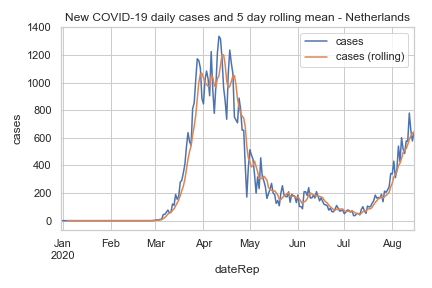 New COVID-19 daily cases and 5 day rolling mean - Netherlands
cases
cases (rolling)
1400
1200
1000
800
600
400
200
0
cases
Jan Feb Mar Apr May Jun Jul Aug
2020
dateRep